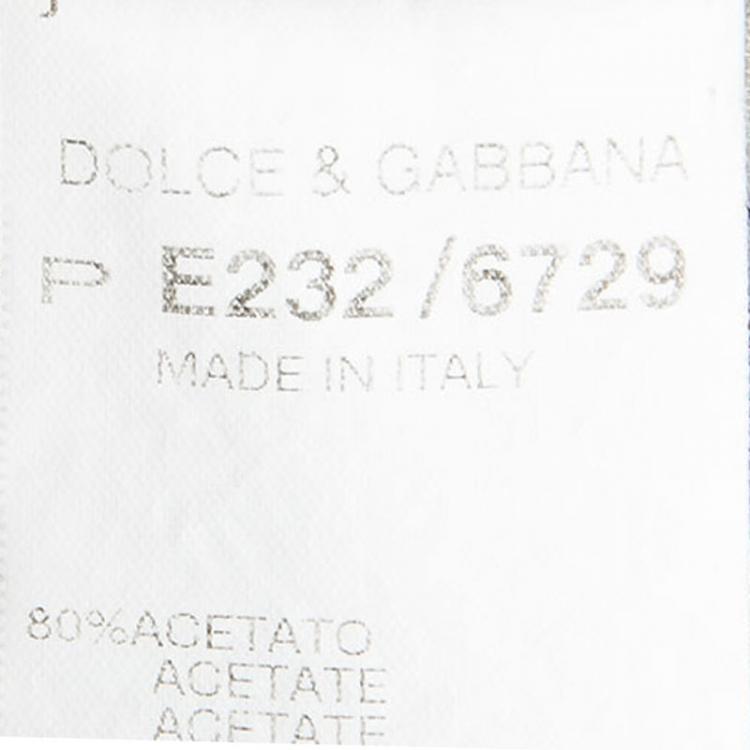 DOLCE & GABBANA
P E232/6729
MADE IN ITALY
80%ACETATO
ACETATE
ACETATE